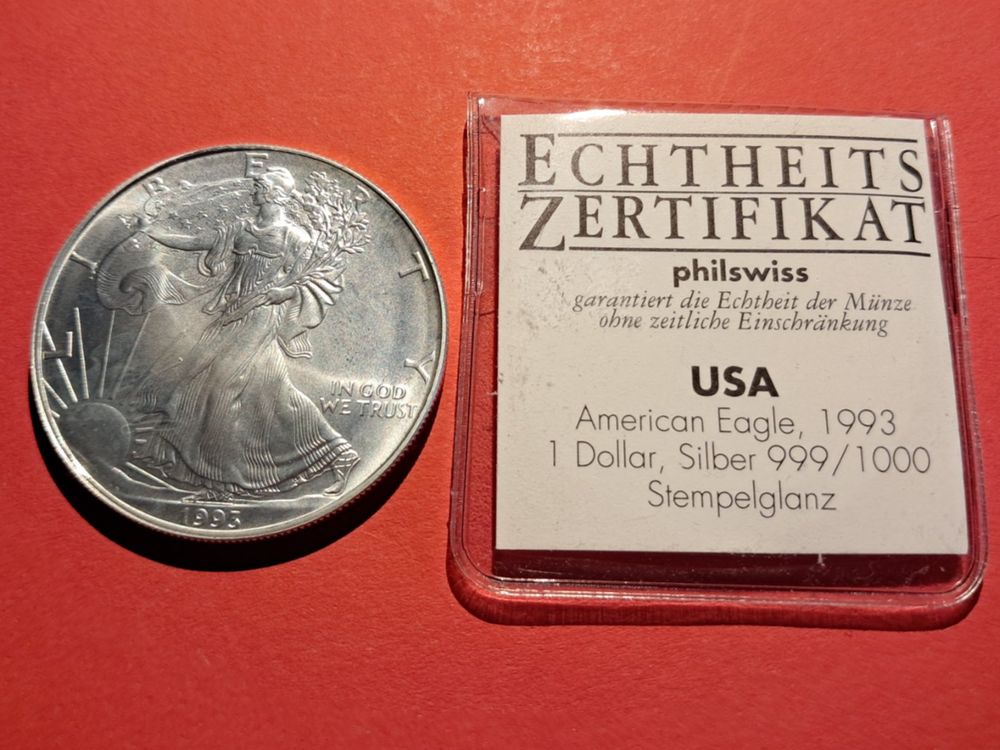 LIBERTY
IN GOD
WE TRUST
1993
ECHTHEITS
ZERTIFIKAT
philswiss
garantiert die Echtheit der Münze
ohne zeitliche Einschränkung
USA
American Eagle, 1993
1 Dollar, Silber 999/1000
Stempelglanz